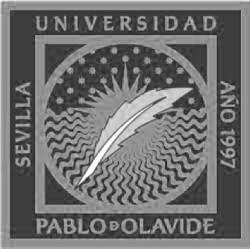 UNIVERSIDAD
SEVILLA
AÑO 1997
PABLO DE OLAVIDE